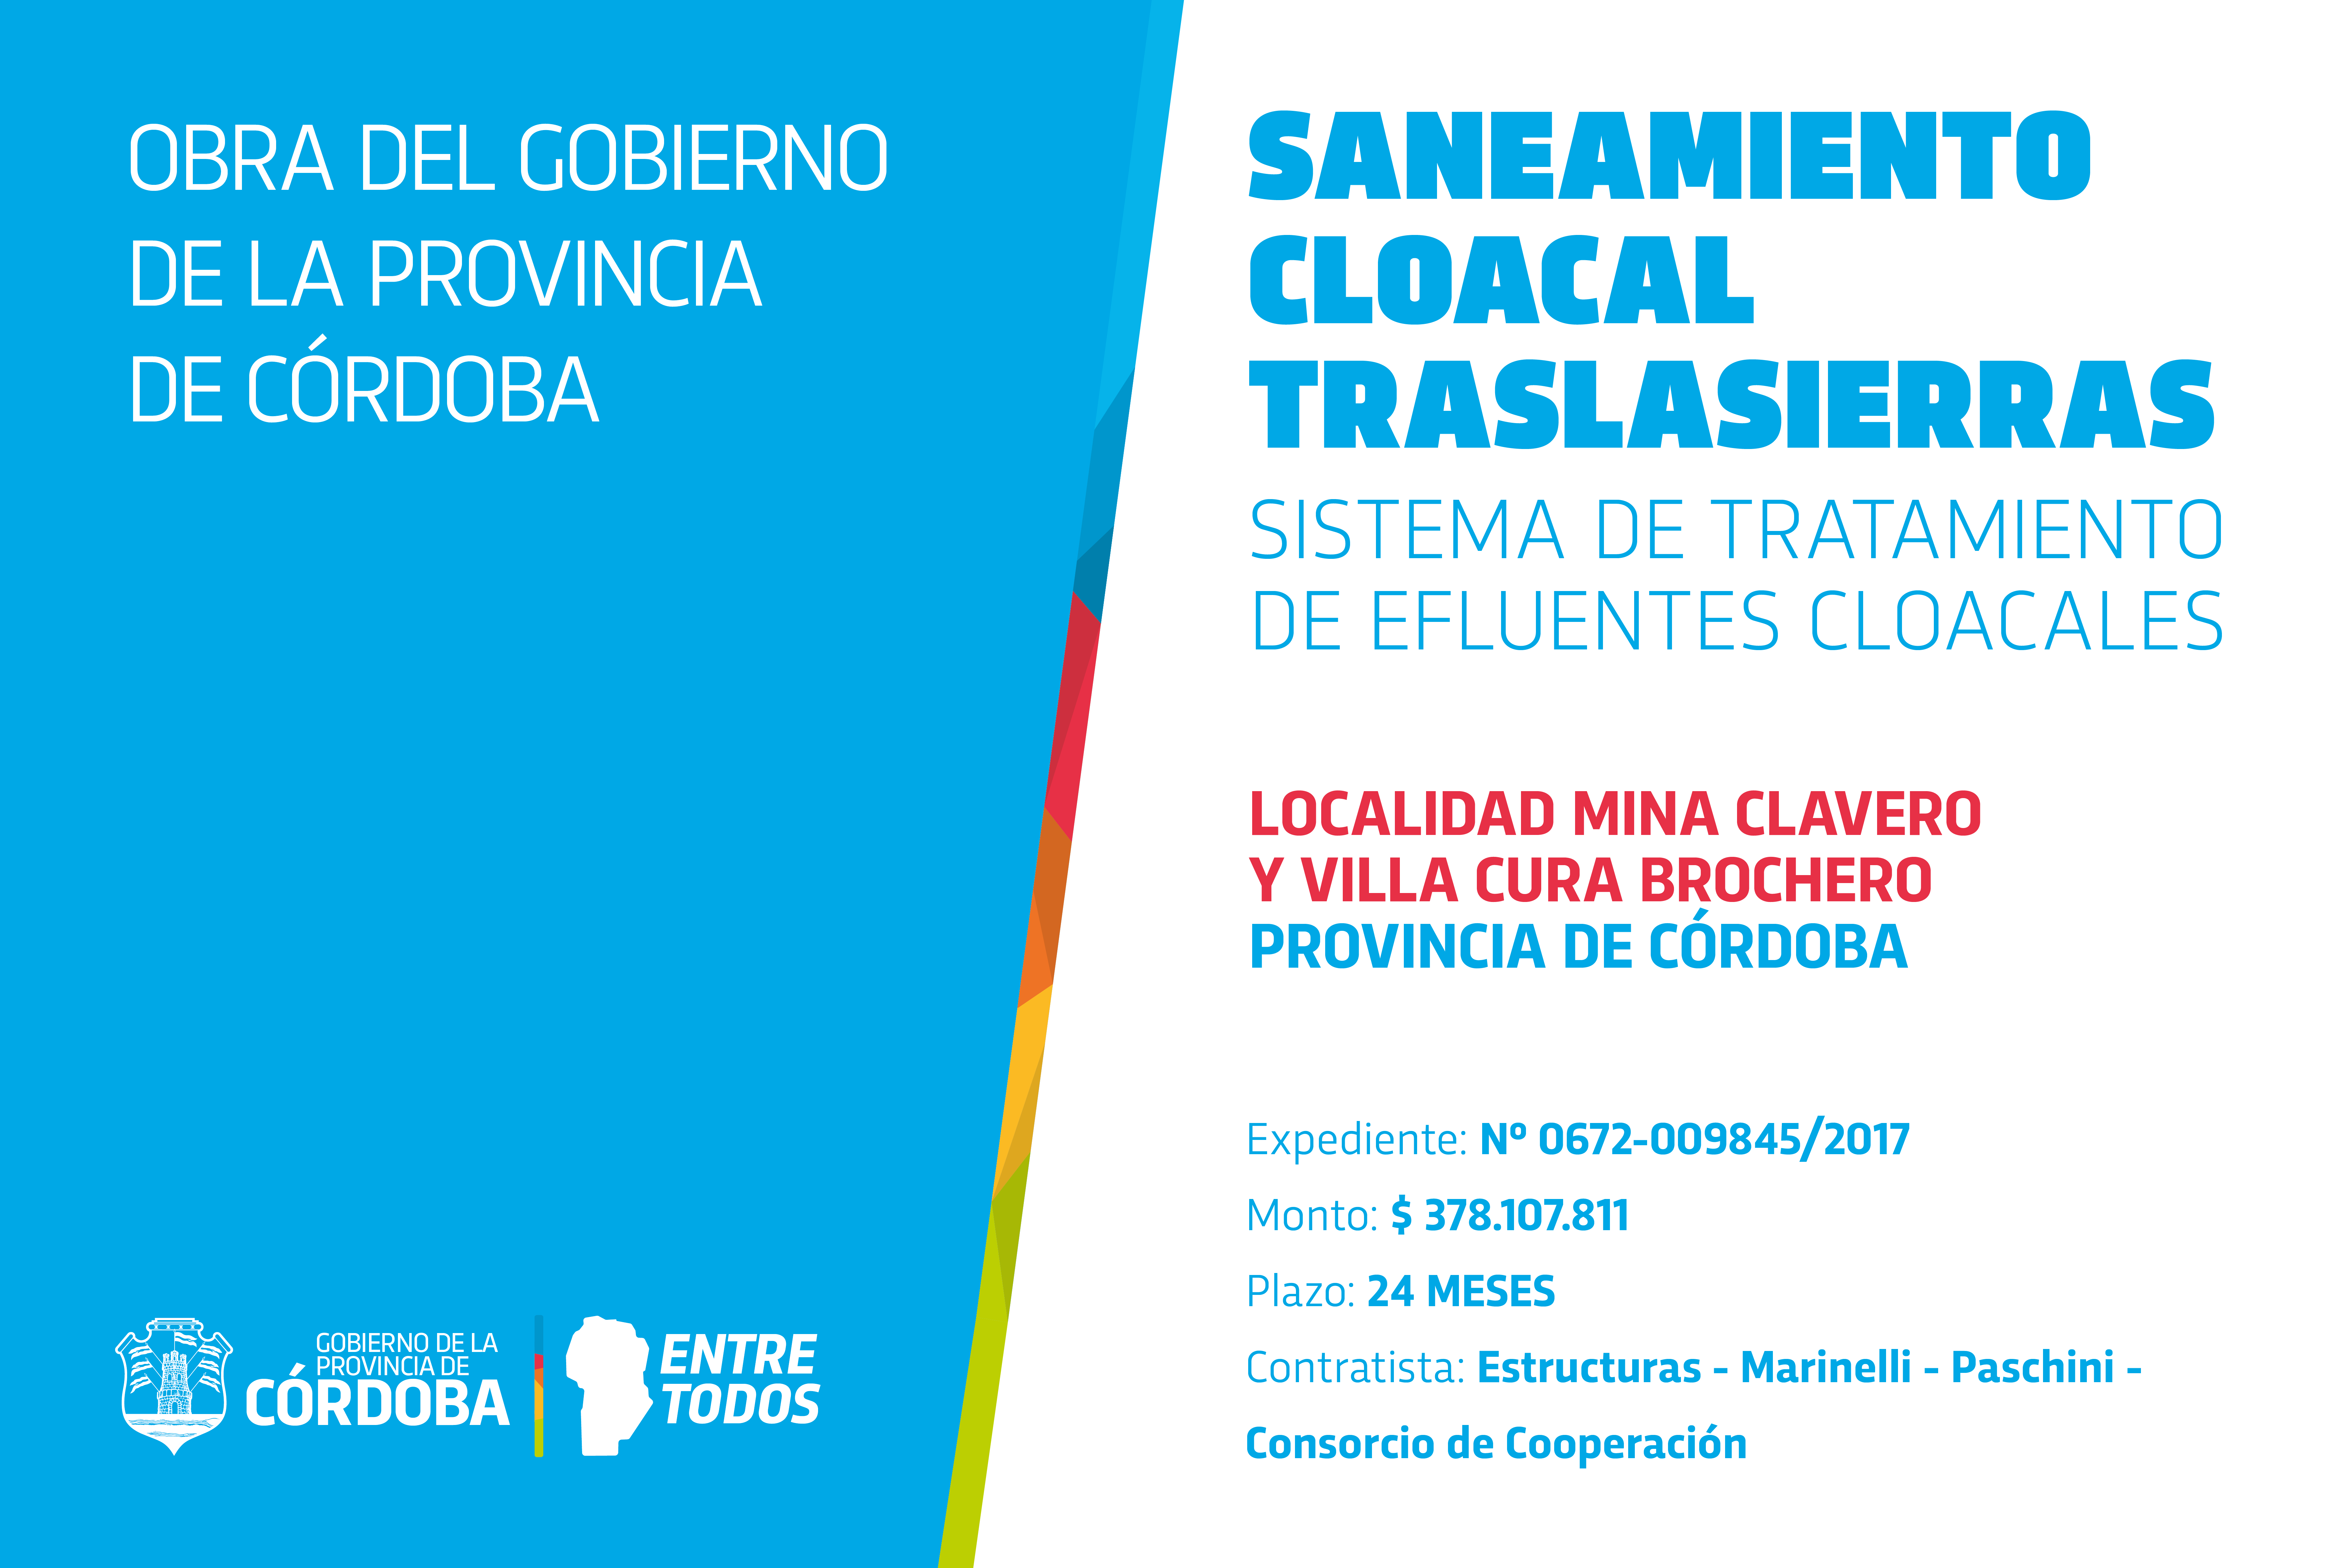 OBRA DEL GOBIERNO
DE LA PROVINCIA
DE CÓRDOBA
GOBIERNO DE LA
PROVINCIA DE
CÓRDOBA
ENTRE
TODOS
SANEAMIENTO
CLOACAL
TRASLASIERRAS
SISTEMA DE TRATAMIENTO
DE EFLUENTES CLOACALES
LOCALIDAD MINA CLAVERO
Y VILLA CURA BROCHERO
PROVINCIA DE CÓRDOBA
Expediente: Nº 0672-009845/2017
Monto: $ 378.107.811
Plazo: 24 MESES
Contratista: Estructuras - Marinelli - Paschini -
Consorcio de Cooperación